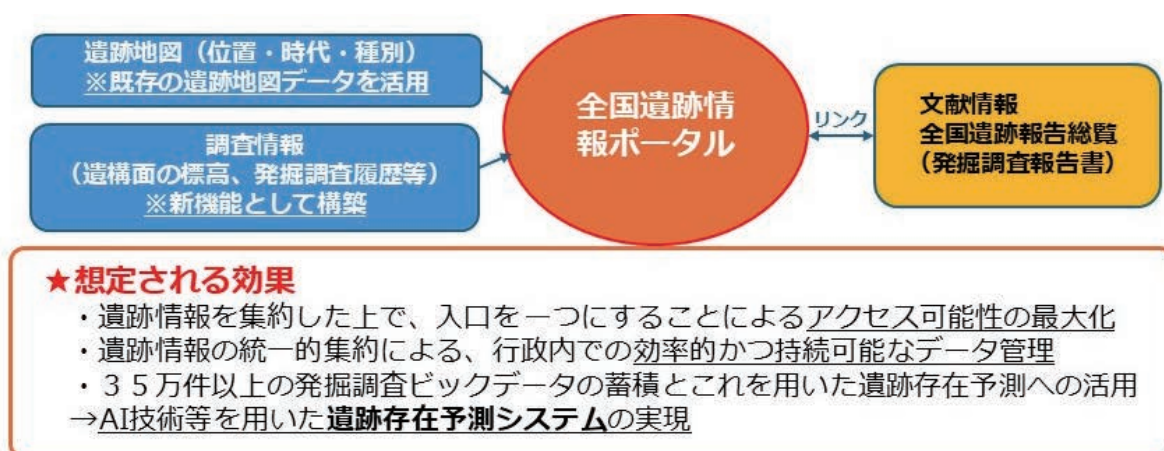 遺跡地図（位置・時代・種別）
※既存の遺跡地図データを活用
調査情報
（遺構面の標高、発掘調査履歴等）
※新機能として構築
全国遺跡情
報ポータル
リンク
文献情報
全国遺跡報告総覧
（発掘調査報告書）
★想定される効果
・遺跡情報を集約した上で、入口を一つにすることによるアクセス可能性の最大化
・遺跡情報の統一的集約による、行政内での効率的かつ持続可能なデータ管理
・３５万件以上の発掘調査ビックデータの蓄積とこれを用いた遺跡存在予測への活用
→AI技術等を用いた遺跡存在予測システムの実現